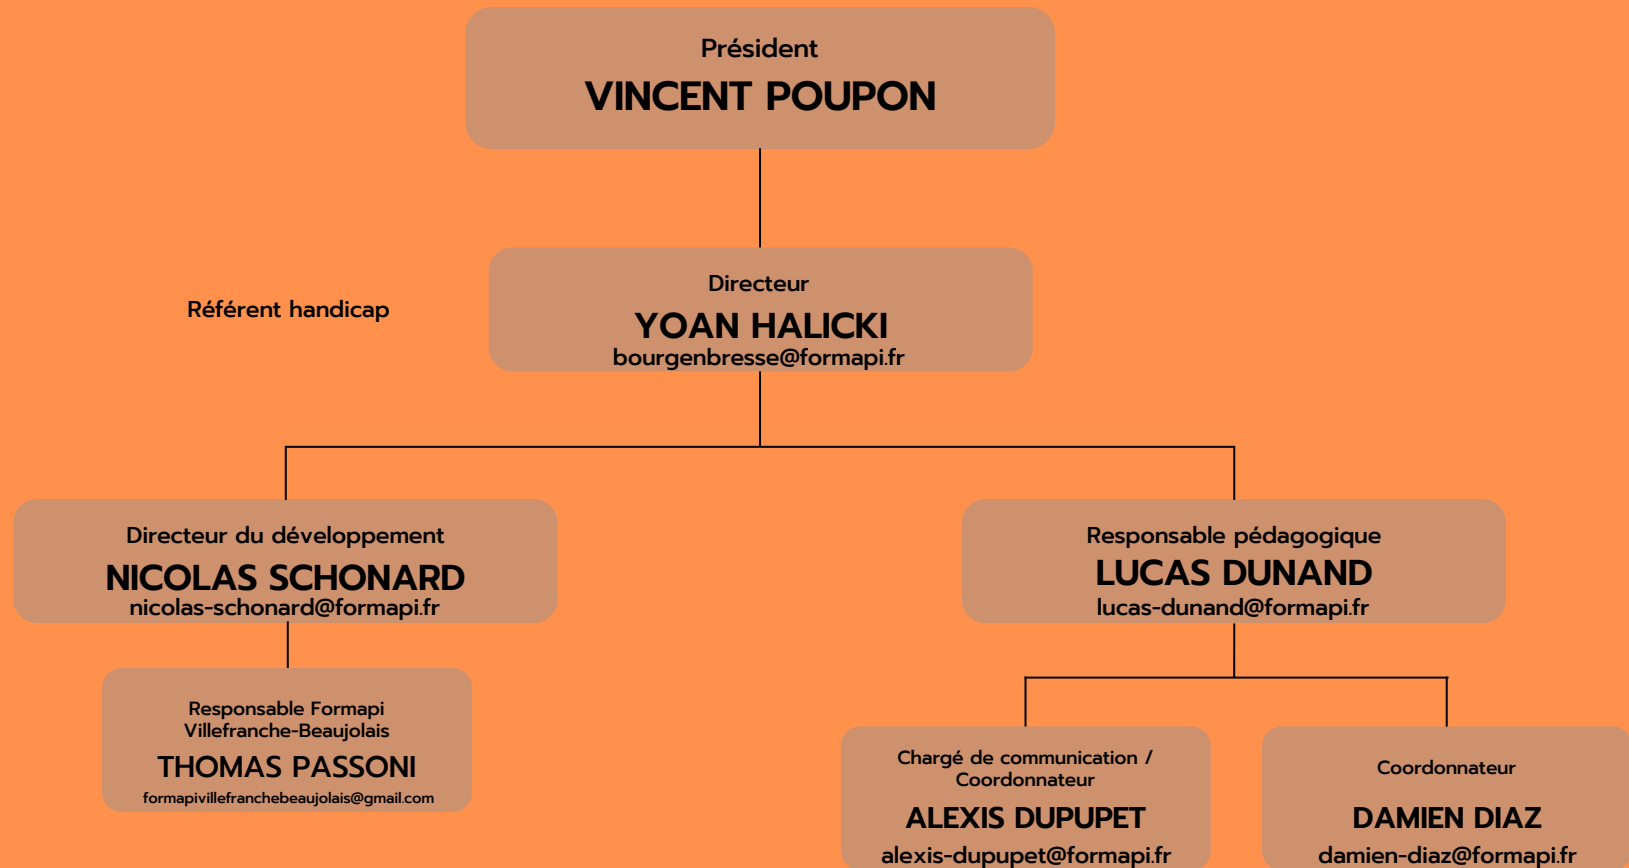 Président
VINCENT POUPON
Référent handicap
Directeur
YOAN HALICKI
bourgenbresse@formapi.fr
Directeur du développement
NICOLAS SCHONARD
nicolas-schonard@formapi.fr
Responsable pédagogique
LUCAS DUNAND
lucas-dunand@formapi.fr
Responsable Formapi
Villefranche-Beaujolais
THOMAS PASSONI
formapivillefranchebeaujolais@gmail.com
Chargé de communication /
Coordonnateur
ALEXIS DUPUPET
alexis-dupupet@formapi.fr
Coordonnateur
DAMIEN DIAZ
damien-diaz@formapi.fr